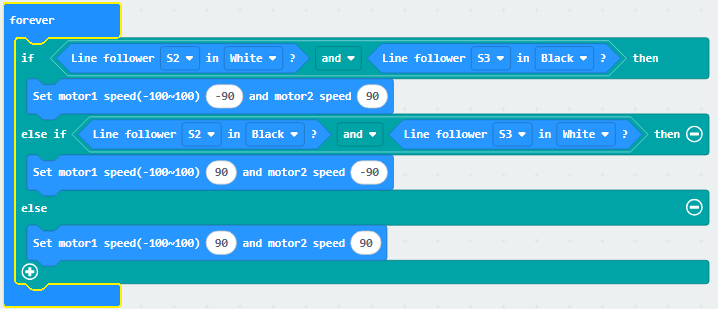 forever
if Line follower S2 in White ? and Line follower S3 in Black ? then
Set motor1 speed(-100~100) -90 and motor2 speed 90
else if Line follower S2 in Black ? and Line follower S3 in White ? then
Set motor1 speed(-100~100) 90 and motor2 speed -90
else
Set motor1 speed(-100~100) 90 and motor2 speed 90